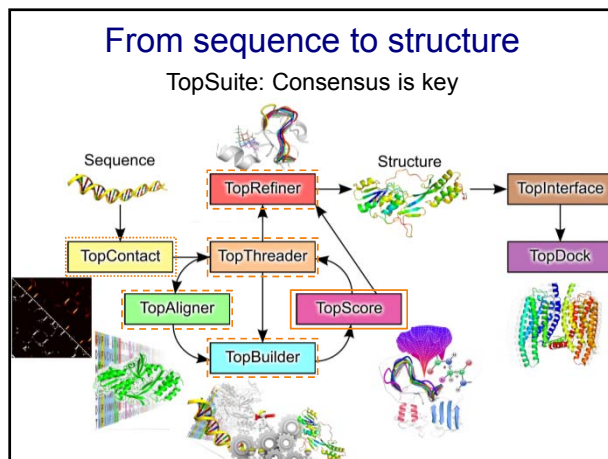 From sequence to structure
TopSuite: Consensus is key
Sequence
TopRefiner
Structure
TopInterface
TopContact
TopThreader
TopDock
TopAligner
TopScore
TopBuilder